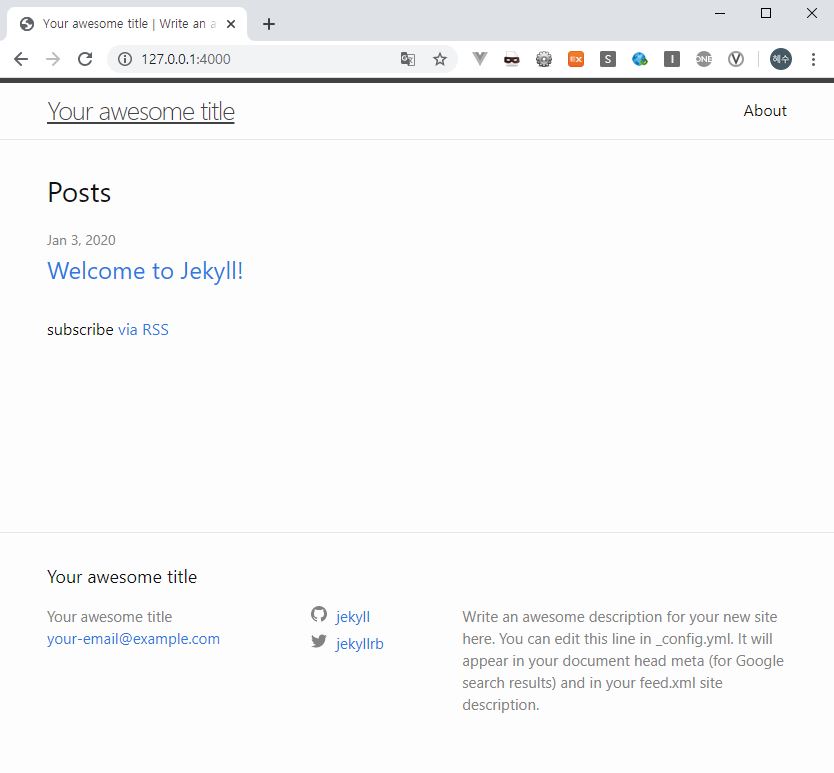 Your awesome title | Write an a
127.0.0.1:4000
EX
S
I
ONE
V
혜수
Your awesome title
About
Posts
Jan 3, 2020
Welcome to Jekyll!
subscribe via RSS
Your awesome title
Your awesome title
your-email@example.com
jekyll
jekyllrb
Write an awesome description for your new site
here. You can edit this line in _config.yml. It will
appear in your document head meta (for Google
search results) and in your feed.xml site
description.